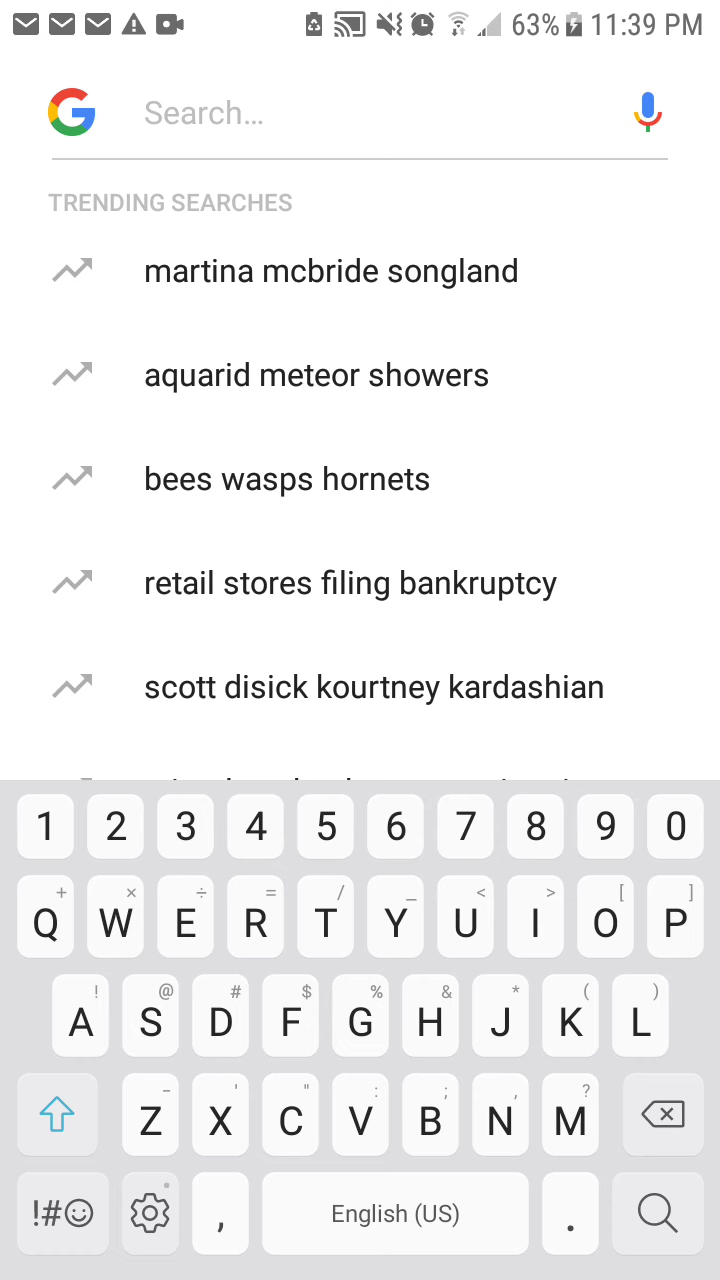 63% 11:39 PM
Search...
TRENDING SEARCHES
martina mcbride songland
aquarid meteor showers
bees wasps hornets
retail stores filing bankruptcy
scott disick kourtney kardashian
1 2 3 4 5 6 7 8 9 0
+ × ÷ = / _ < > [ ]
Q W E R T Y U I O P
! @ # $ % & * ( )
A S D F G H J K L
- ' " : ; , ?
Z X C V B N M
!#☺ , English (US) .